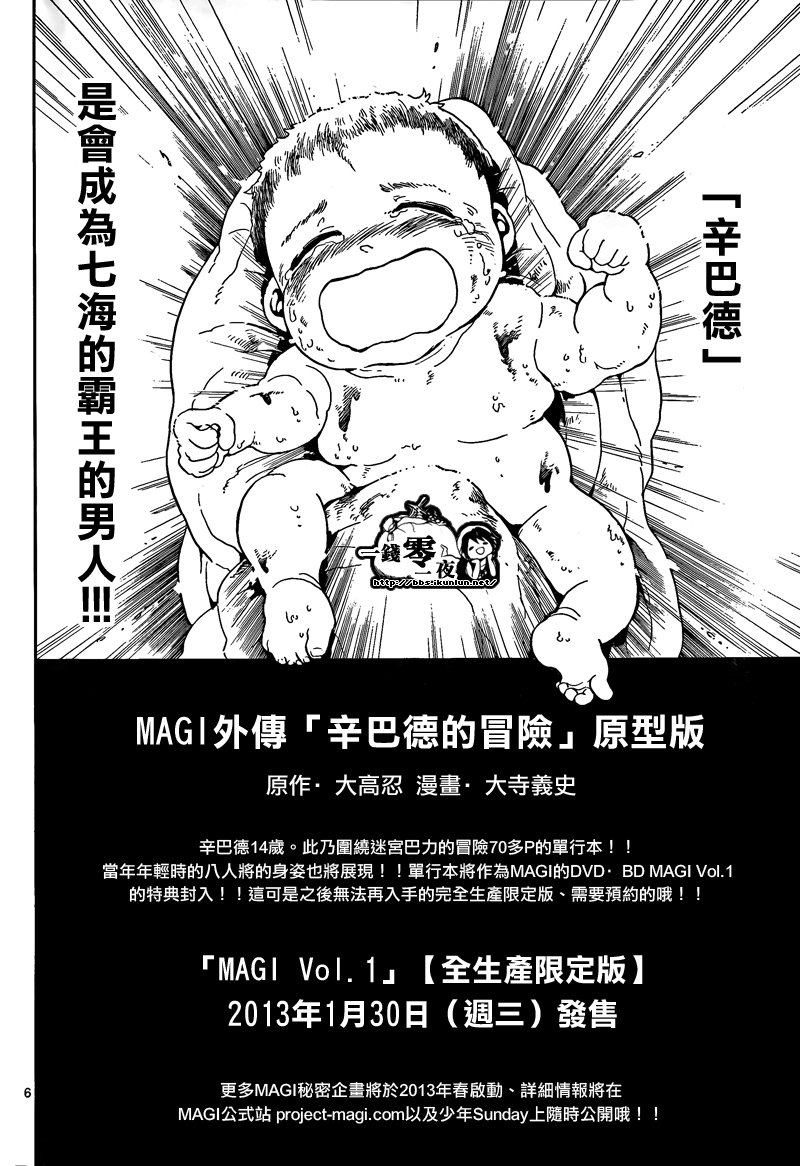 「辛巴德」
是會成為七海的霸王的男人!!!
一錢零一夜
http://bbs.ikunlun.net/
MAGI外傳「辛巴德的冒險」原型版
原作·大高忍 漫畫·大寺義史
辛巴德14歲。此乃圍繞迷宮巴力的冒險70多P的單行本！！
當年年輕時的八人將的身姿也將展現！！單行本將作為MAGI的DVD·BD MAGI Vol.1
的特典封入！！這可是之後無法再入手的完全生產限定版、需要預約的哦！！
「MAGI Vol.1」【全生產限定版】
2013年1月30日（週三）發售
更多MAGI秘密企畫將於2013年春啟動、詳細情報將在
MAGI公式站 project-magi.com以及少年Sunday上隨時公開哦！！
6